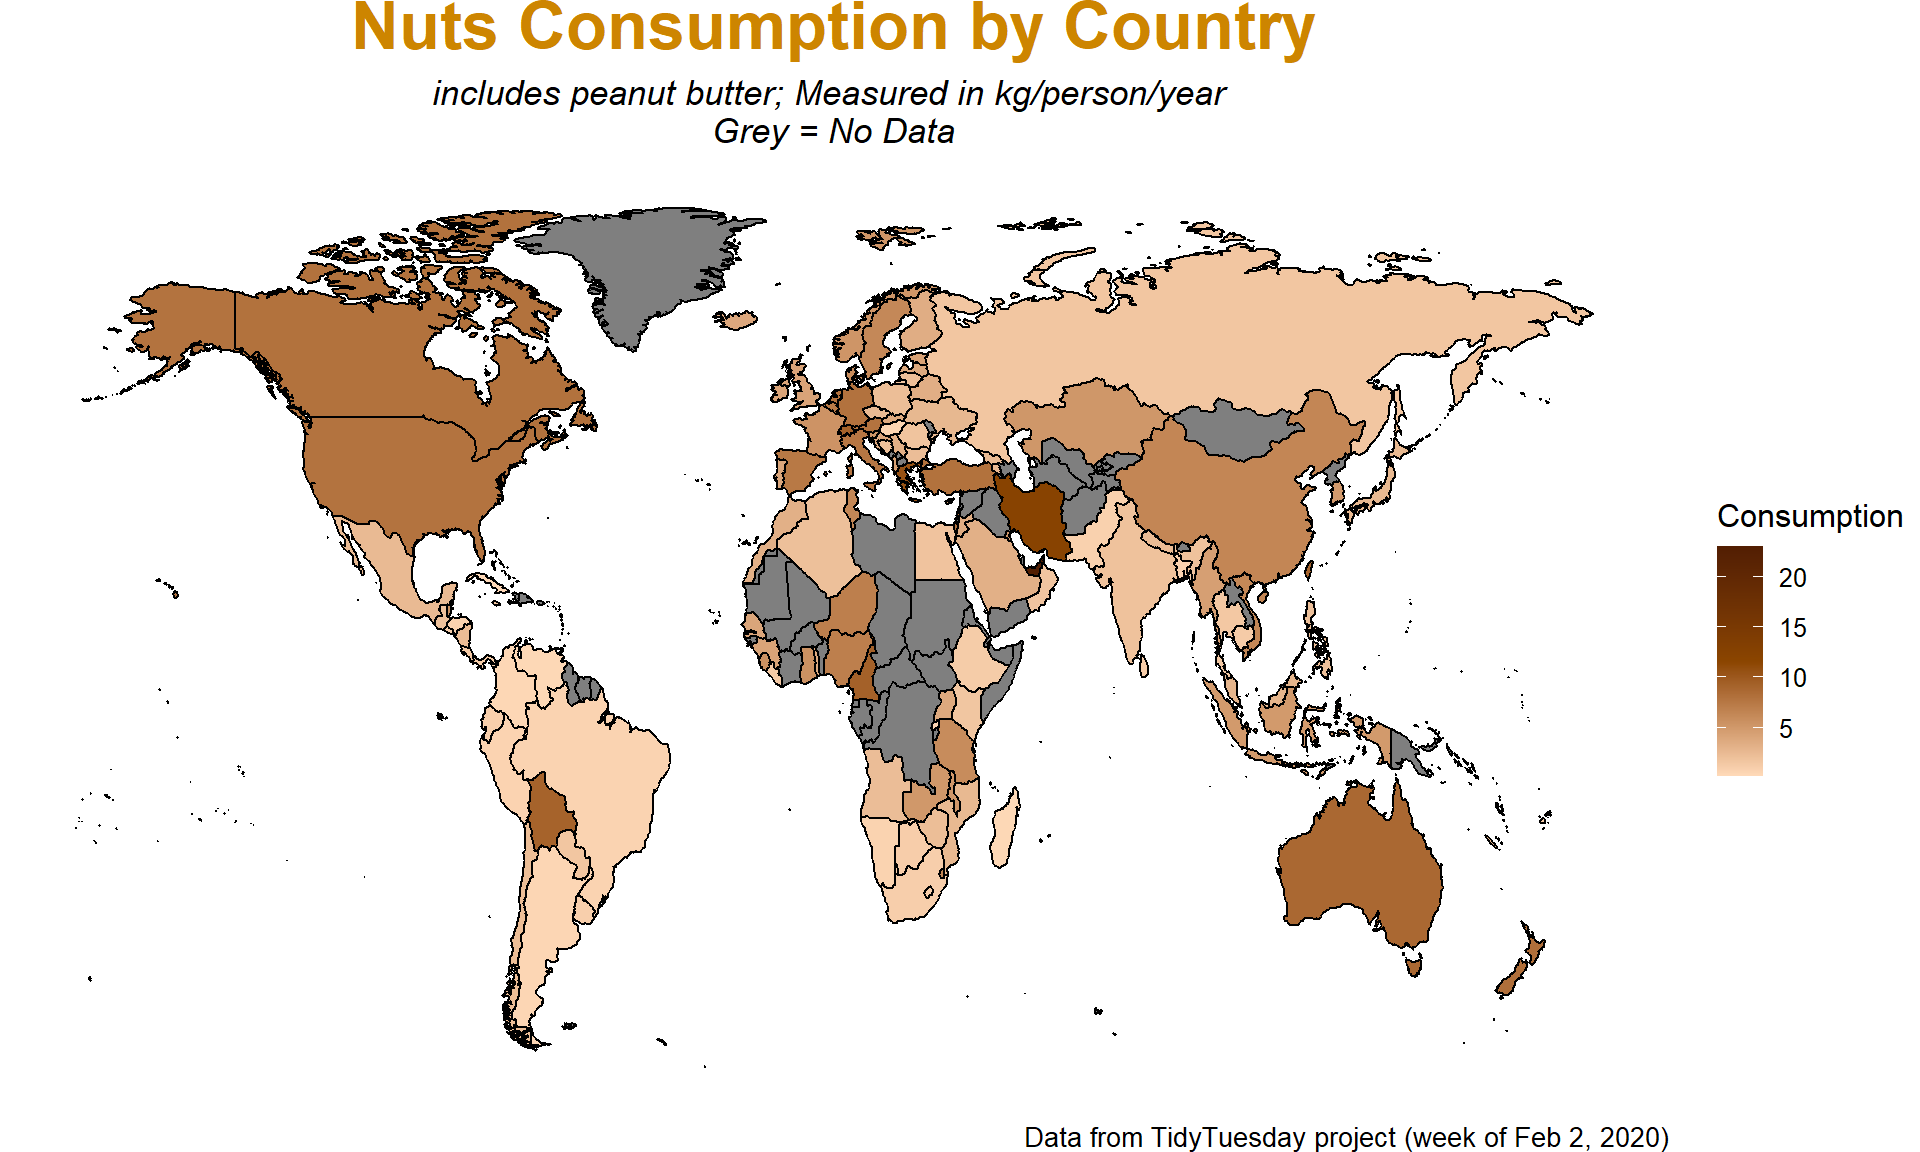 Nuts Consumption by Country
includes peanut butter; Measured in kg/person/year
Grey = No Data
Consumption
20
15
10
5
Data from TidyTuesday project (week of Feb 2, 2020)